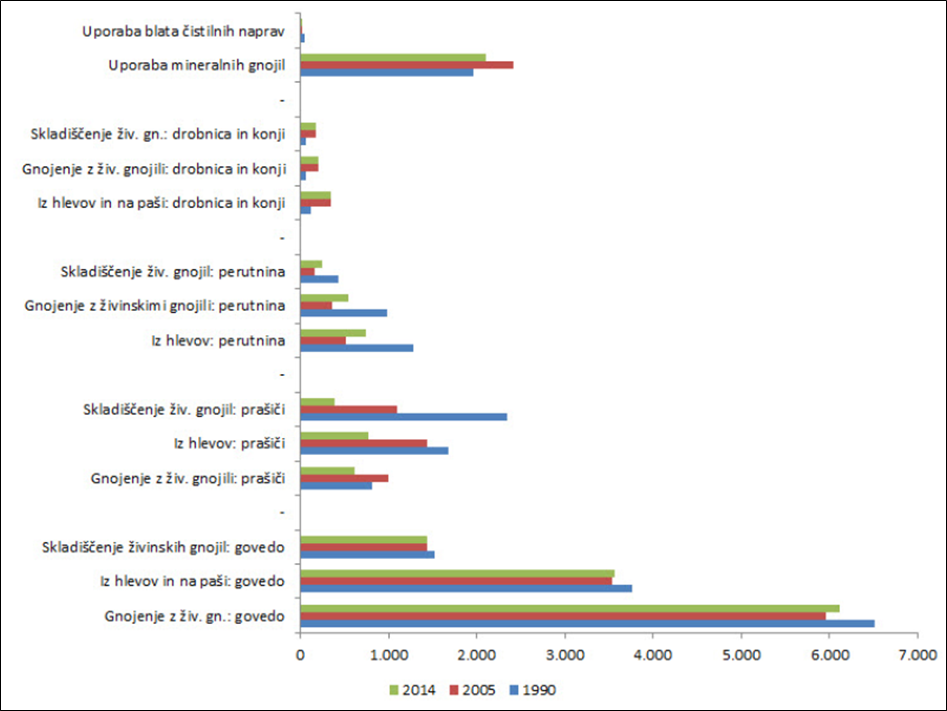 Uporaba blata čistilnih naprav
Uporaba mineralnih gnojil
-
Skladiščenje živ. gn.: drobnica in konji
Gnojenje z živ. gnojili: drobnica in konji
Iz hlevov in na paši: drobnica in konji
-
Skladiščenje živ. gnojil: perutnina
Gnojenje z živinskimi gnojili: perutnina
Iz hlevov: perutnina
-
Skladiščenje živ. gnojil: prašiči
Iz hlevov: prašiči
Gnojenje z živ. gnojili: prašiči
-
Skladiščenje živinskih gnojil: govedo
Iz hlevov in na paši: govedo
Gnojenje z živ. gn.: govedo
0 1.000 2.000 3.000 4.000 5.000 6.000 7.000
2014 2005 1990